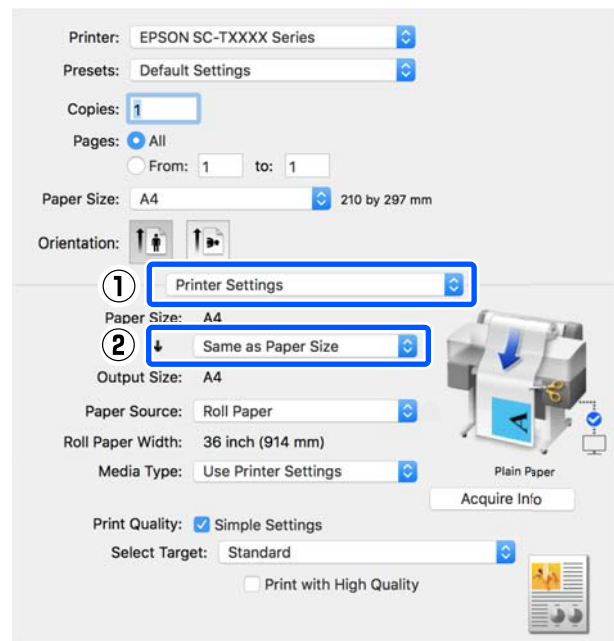 Printer: EPSON SC-TXXXX Series
Presets: Default Settings
Copies: 1
Pages: All
From: 1 to: 1
Paper Size: A4 210 by 297 mm
Orientation:
① Printer Settings
Paper Size: A4
② Same as Paper Size
Output Size: A4
Paper Source: Roll Paper
Roll Paper Width: 36 inch (914 mm)
Media Type: Use Printer Settings
Plain Paper
Acquire Info
Print Quality: Simple Settings
Select Target: Standard
Print with High Quality
A